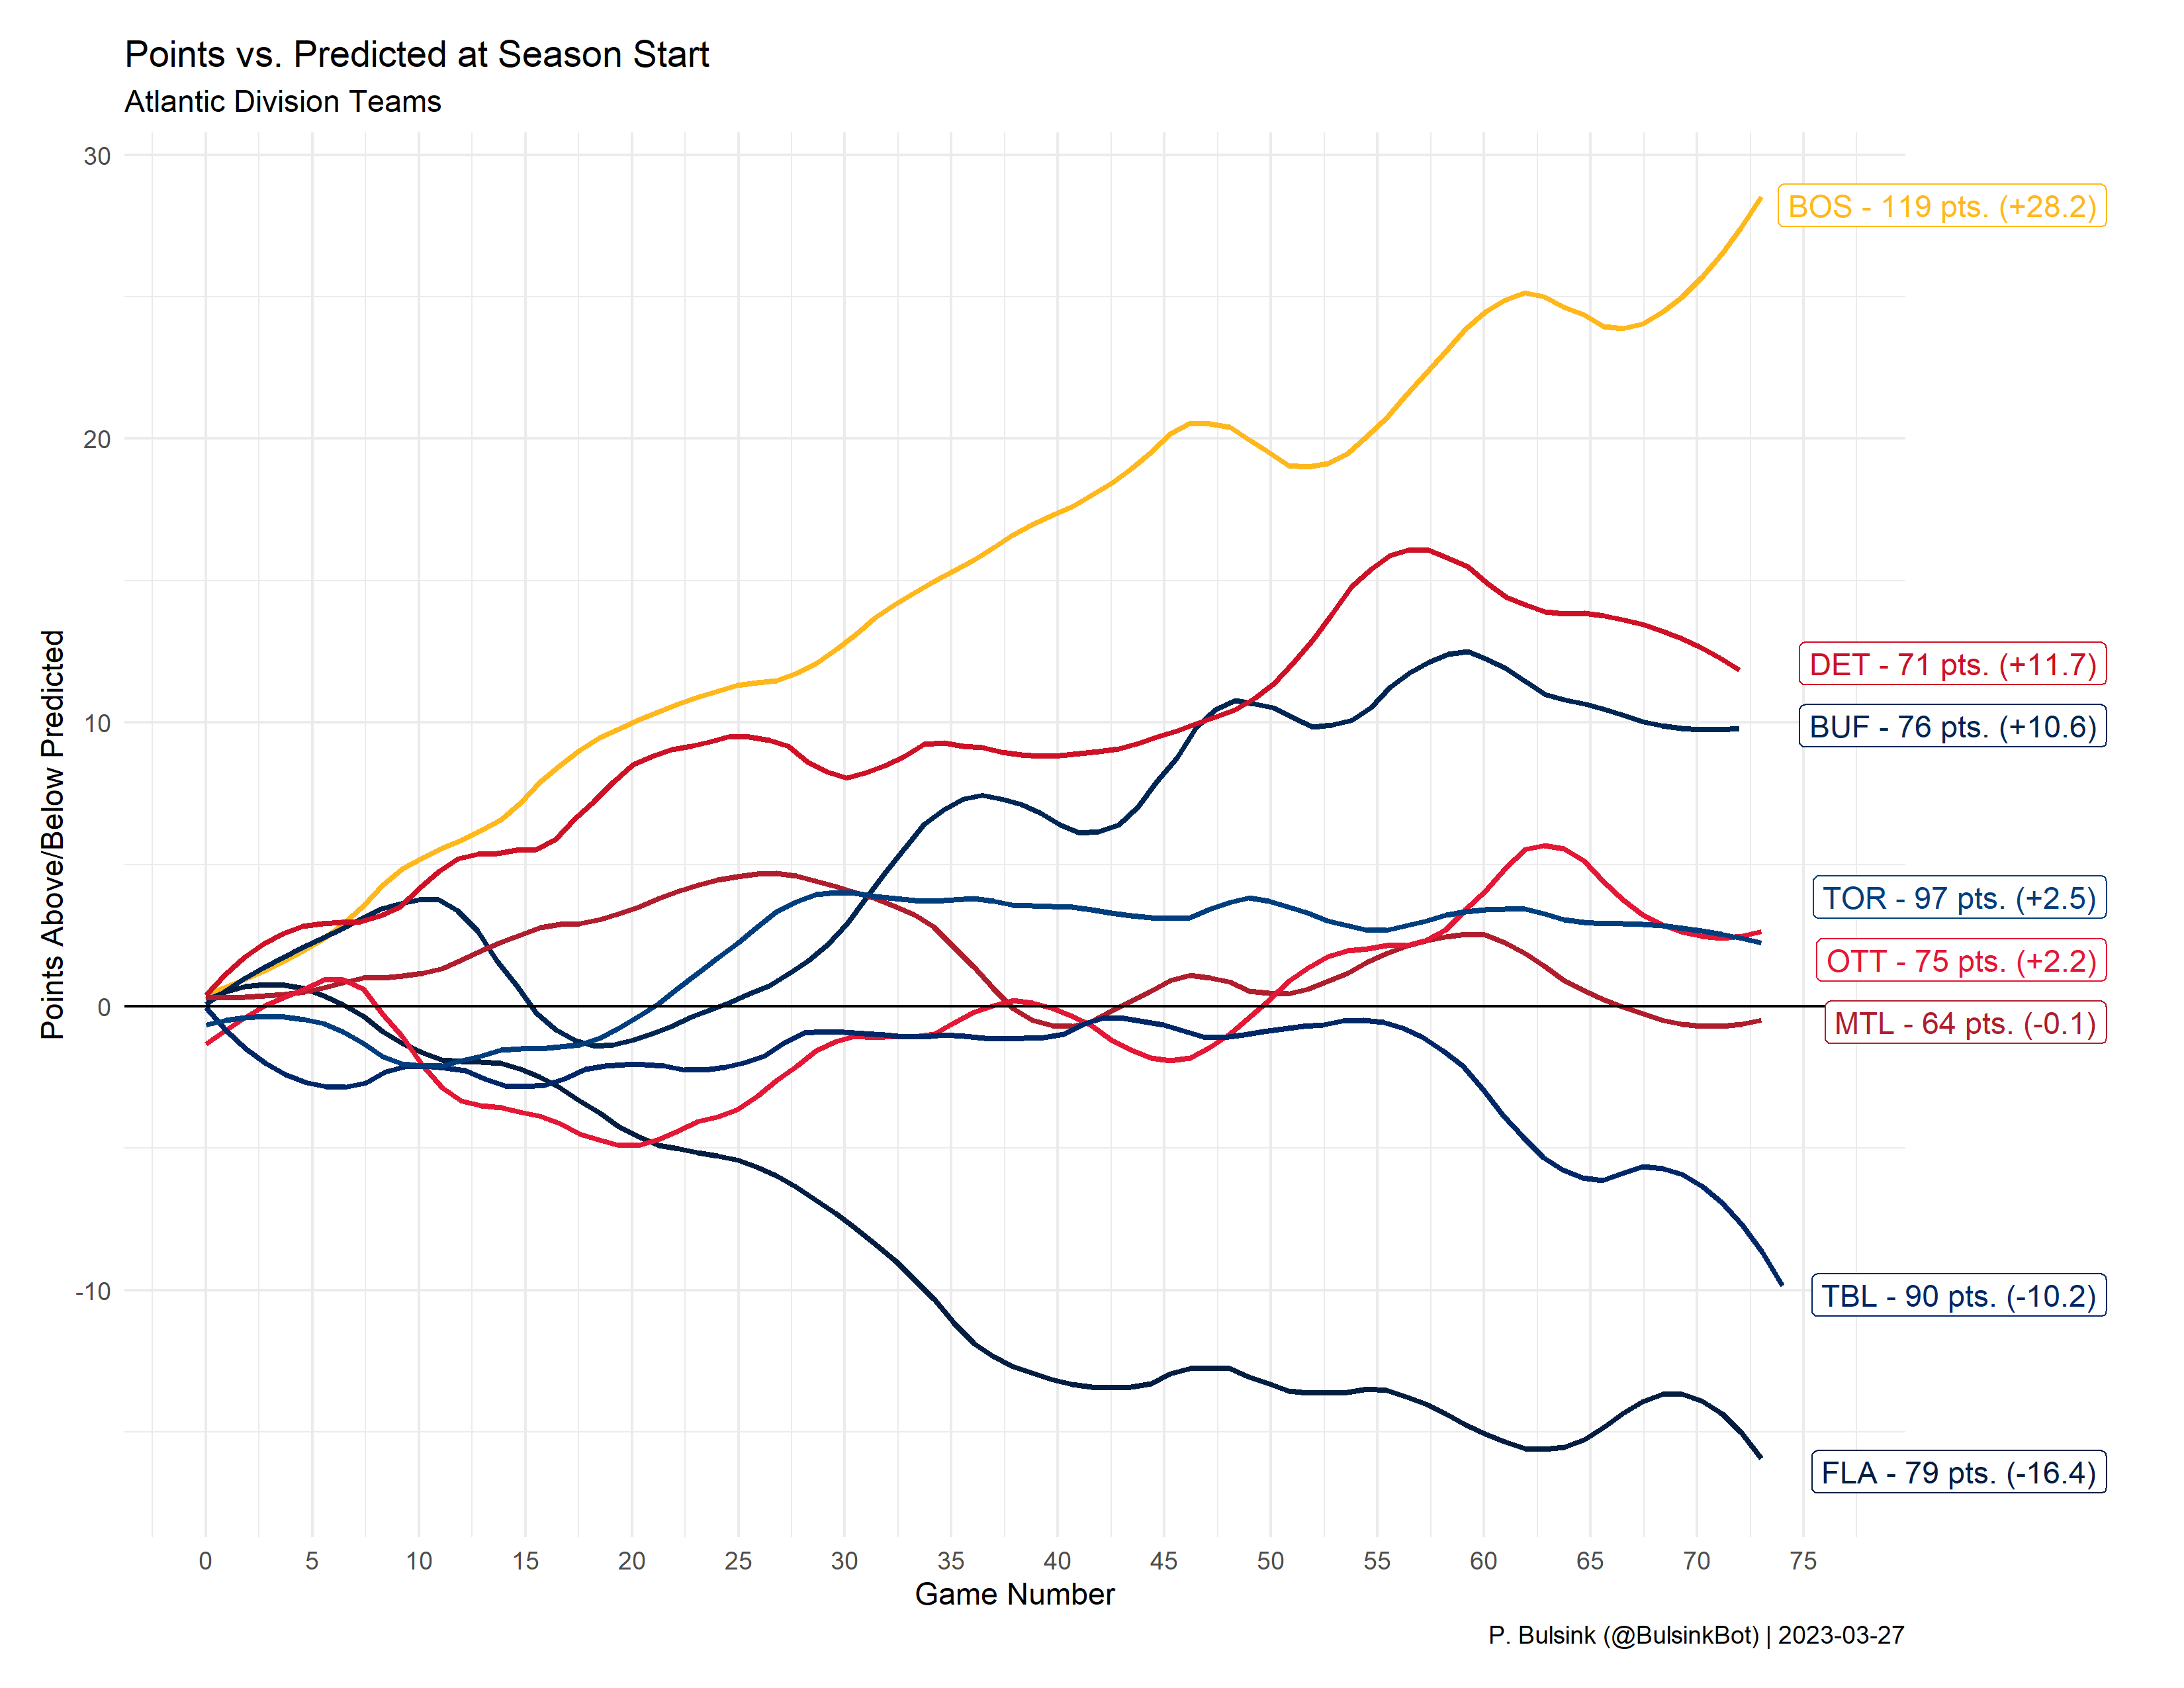 Points vs. Predicted at Season Start
Atlantic Division Teams
Points Above/Below Predicted
30
20
10
0
-10
BOS - 119 pts. (+28.2)
DET - 71 pts. (+11.7)
BUF - 76 pts. (+10.6)
TOR - 97 pts. (+2.5)
OTT - 75 pts. (+2.2)
MTL - 64 pts. (-0.1)
TBL - 90 pts. (-10.2)
FLA - 79 pts. (-16.4)
0 5 10 15 20 25 30 35 40 45 50 55 60 65 70 75
Game Number
P. Bulsink (@BulsinkBot) | 2023-03-27